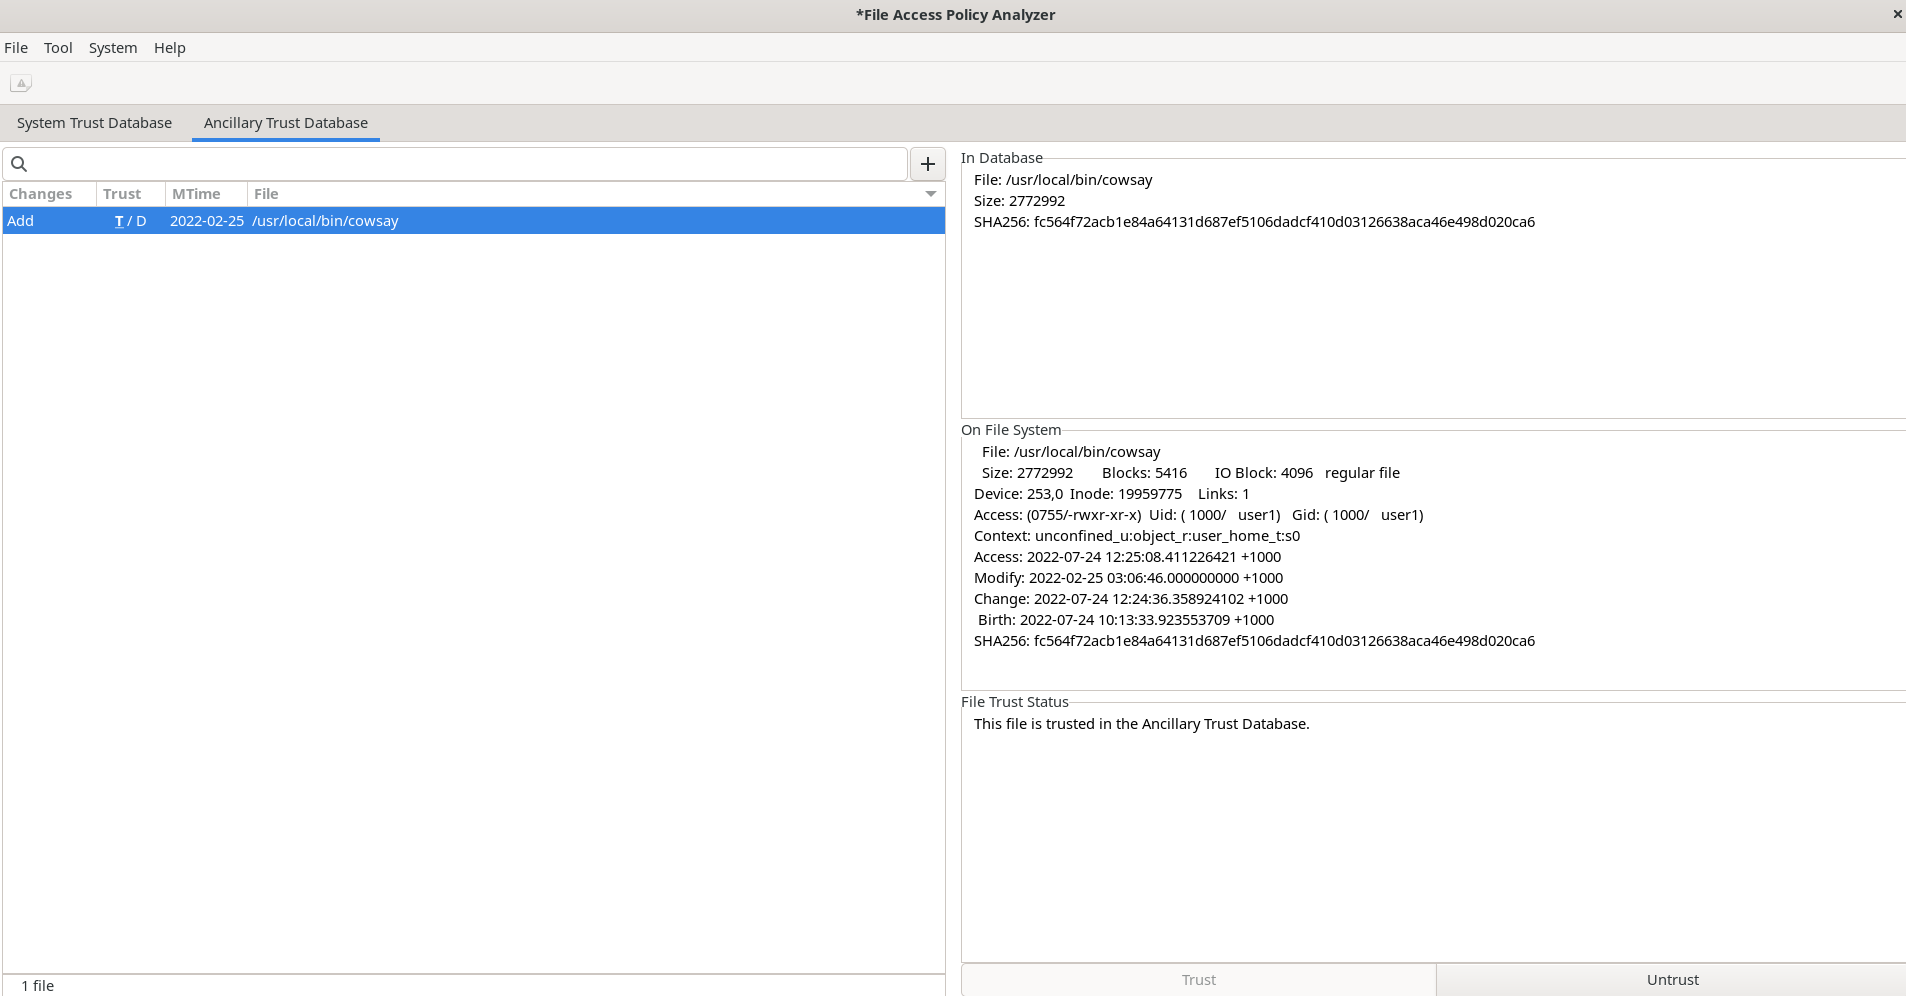 *File Access Policy Analyzer
File Tool System Help
System Trust Database Ancillary Trust Database
Changes Trust MTime File
Add T / D 2022-02-25 /usr/local/bin/cowsay
1 file
In Database
File: /usr/local/bin/cowsay
Size: 2772992
SHA256: fc564f72acb1e84a64131d687ef5106dadcf410d03126638aca46e498d020ca6
On File System
File: /usr/local/bin/cowsay
Size: 2772992 Blocks: 5416 IO Block: 4096 regular file
Device: 253,0 Inode: 19959775 Links: 1
Access: (0755/-rwxr-xr-x) Uid: ( 1000/ user1) Gid: ( 1000/ user1)
Context: unconfined_u:object_r:user_home_t:s0
Access: 2022-07-24 12:25:08.411226421 +1000
Modify: 2022-02-25 03:06:46.000000000 +1000
Change: 2022-07-24 12:24:36.358924102 +1000
Birth: 2022-07-24 10:13:33.923553709 +1000
SHA256: fc564f72acb1e84a64131d687ef5106dadcf410d03126638aca46e498d020ca6
File Trust Status
This file is trusted in the Ancillary Trust Database.
Trust Untrust